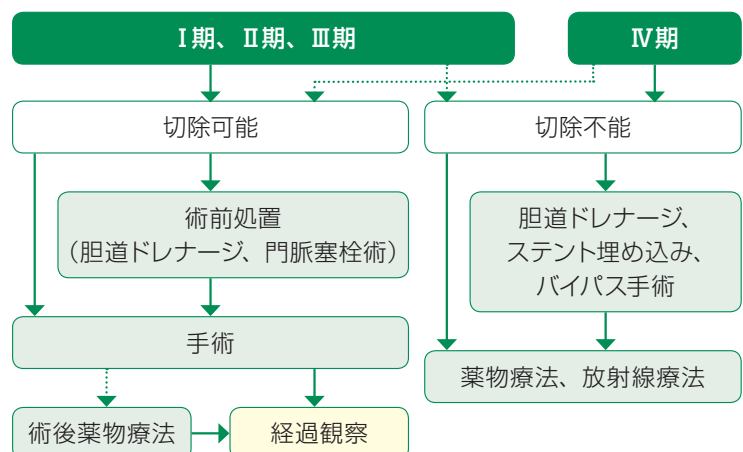 Ⅰ期、Ⅱ期、Ⅲ期
Ⅳ期
切除可能
切除不能
術前処置
（胆道ドレナージ、門脈塞栓術）
胆道ドレナージ、
ステント埋め込み、
バイパス手術
手術
薬物療法、放射線療法
術後薬物療法
経過観察